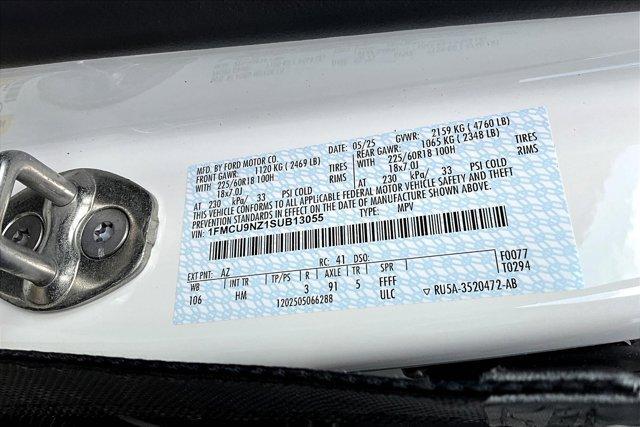 MFD. BY FORD MOTOR CO. DATE: 05/25 GVWR: 2159 KG ( 4760 LB)
FRONT GAWR: 1120 KG ( 2469 LB) REAR GAWR: 1065 KG ( 2348 LB)
WITH 225/60R18 100H TIRES WITH 225/60R18 100H TIRES
18x7.0J RIMS 18x7.0J RIMS
AT 230 kPa/ 33 PSI COLD AT 230 kPa/ 33 PSI COLD
THIS VEHICLE CONFORMS TO ALL APPLICABLE FEDERAL MOTOR VEHICLE SAFETY AND THEFT
PREVENTION STANDARDS IN EFFECT ON THE DATE OF MANUFACTURE SHOWN ABOVE.
1FMCU9NZ1SUB13055 TYPE: MPV
EXT PNT: AZ RC: 41 DSO: F0077
WB INT TR TP/PS R AXLE TR SPR T0294
106 HM 3 91 5 FFFF
1202505066288 ULC ▽ RU5A-3520472-AB